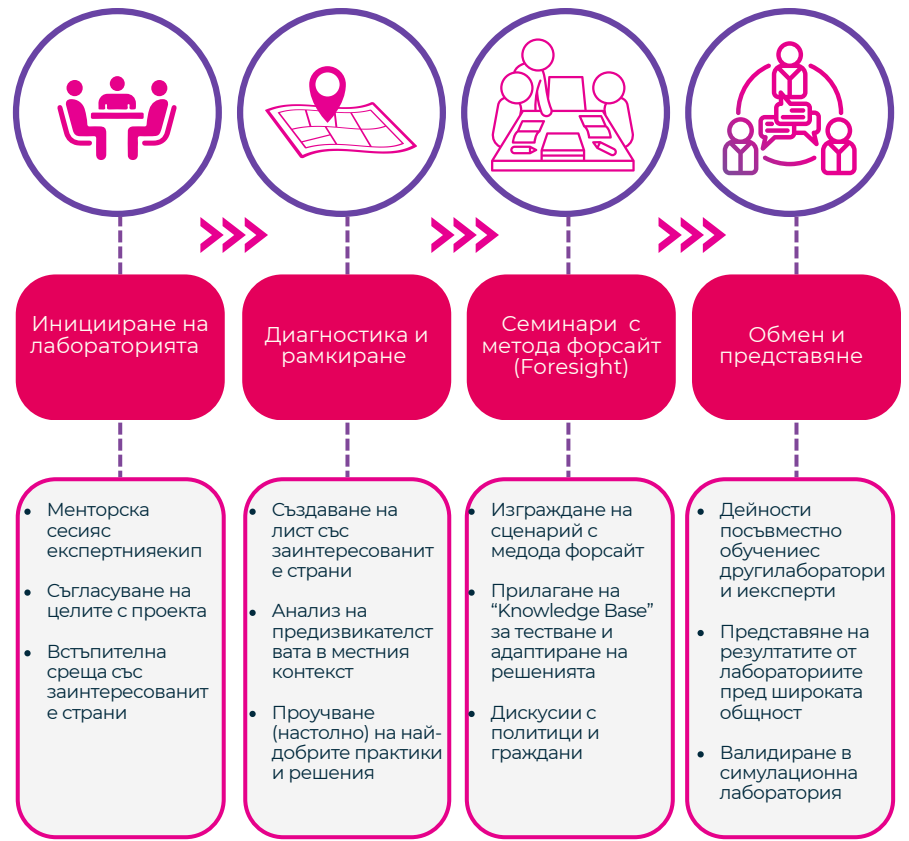 Иницииране на
лабораторията
Диагностика и
рамкиране
Семинари с
метода форсайт
(Foresight)
Обмен и
представяне
• Менторска
сесияс
експертнияекип
• Съгласуване на
целите с проекта
• Встъпителна
среща със
заинтересованит
е страни
• Създаване на
лист със
заинтересованит
е страни
• Анализ на
предизвикателст
вата в местния
контекст
• Проучване
(настолно) на най-
добрите практики
и решения
• Изграждане на
сценарий с
медода форсайт
• Прилагане на
“Knowledge Base”
за тестване и
адаптиране на
решенията
• Дискусии с
политици и
граждани
• Дейности
посъвместно
обучениес
другилаборатори
и иексперти
• Представяне на
резултатите от
лабораториите
пред широката
общност
• Валидиране в
симулационна
лаборатория